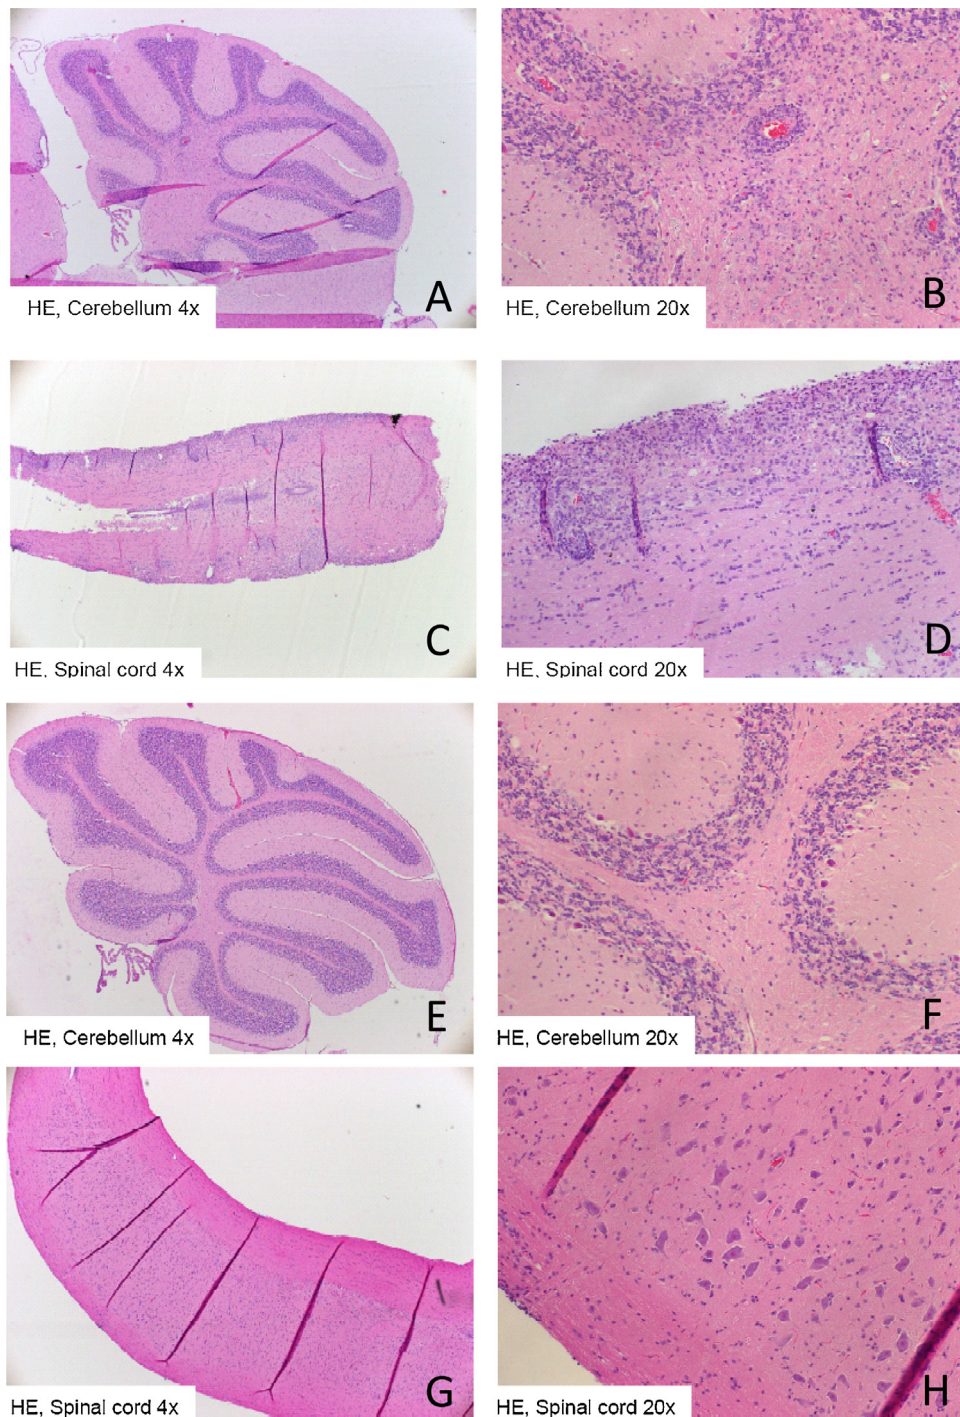 A
HE, Cerebellum 4x
B
HE, Cerebellum 20x
C
HE, Spinal cord 4x
D
HE, Spinal cord 20x
E
HE, Cerebellum 4x
F
HE, Cerebellum 20x
G
HE, Spinal cord 4x
H
HE, Spinal cord 20x